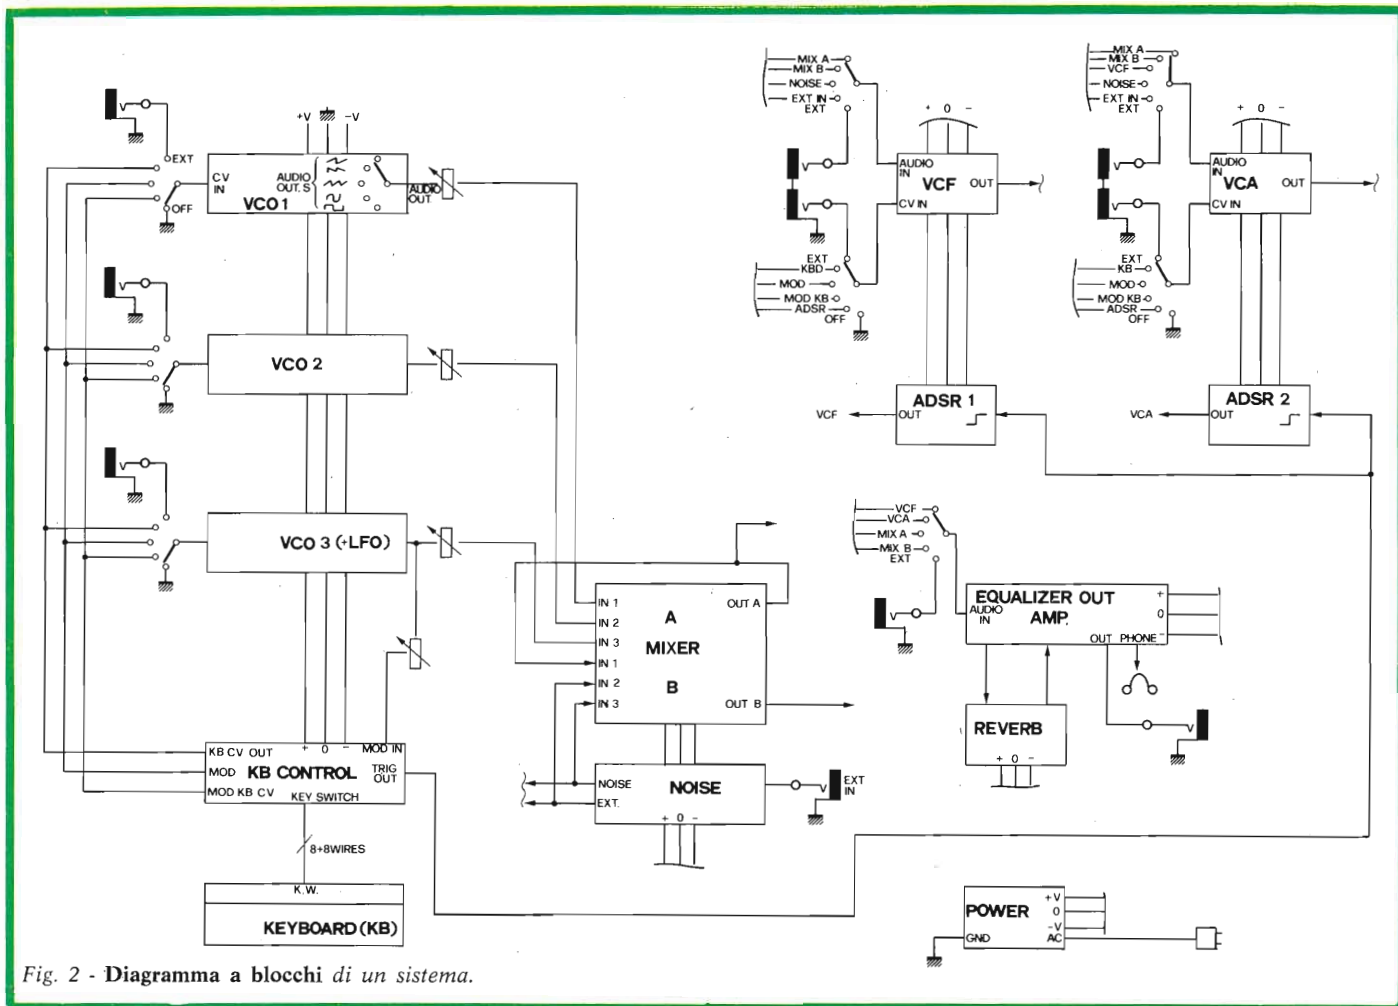 V
EXT
OFF
+V
-V
CV IN
AUDIO OUT. S
VCO 1
AUDIO OUT.
V
VCO 2
V
VCO 3 (+LFO)
MIX A
MIX B
NOISE
EXT IN
EXT
V
V
+ 0 -
AUDIO IN
VCF
OUT
CV IN
EXT
KBD
MOD
MOD KB
ADSR
OFF
MIX A
MIX B
VCF
NOISE
EXT IN
EXT
V
V
+ 0 -
AUDIO IN
VCA
OUT
CV IN
EXT
KB
MOD
MOD KB
ADSR
OFF
VCF
ADSR 1
OUT
VCA
ADSR 2
OUT
VCF
VCA
MIX A
MIX B
EXT
V
EQUALIZER OUT
AMP.
AUDIO IN
+
0
-
OUT PHONE
V
REVERB
+ 0 -
IN 1
IN 2
IN 3
IN 1
IN 2
IN 3
A
MIXER
B
OUT A
OUT B
NOISE
EXT.
NOISE
+ 0 -
V
EXT IN
+ 0 - MOD IN
KB CV OUT
MOD
MOD KB CV
KB CONTROL
TRIG OUT
KEY SWITCH
8+8WIRES
K.W.
KEYBOARD (KB)
POWER
+V
0
-V
GND
AC
Fig. 2 - Diagramma a blocchi di un sistema.